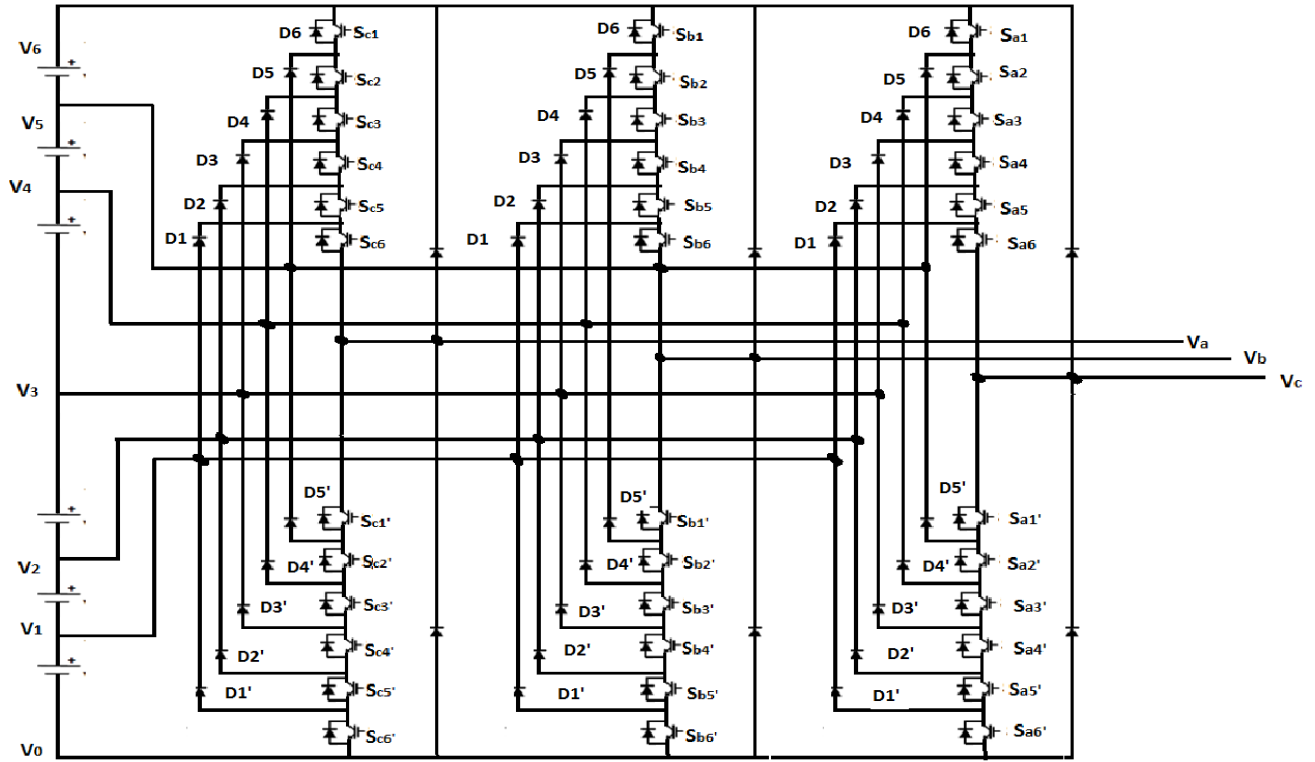 D6 Sc1 D6 Sb1 D6 Sa1
V6
D5 Sc2 D5 Sb2 D5 Sa2
D4 Sc3 D4 Sb3 D4 Sa3
V5
D3 Sc4 D3 Sb4 D3 Sa4
V4
D2 Sc5 D2 Sb5 D2 Sa5
D1 Sc6 D1 Sb6 D1 Sa6
Va
Vb
Vc
V3
D5' Sc1' D5' Sb1' D5' Sa1'
V2 D4' Sc2' D4' Sb2' D4' Sa2'
D3' Sc3' D3' Sb3' D3' Sa3'
V1
D2' Sc4' D2' Sb4' D2' Sa4'
D1' Sc5' D1' Sb5' D1' Sa5'
V0 Sc6' Sb6' Sa6'